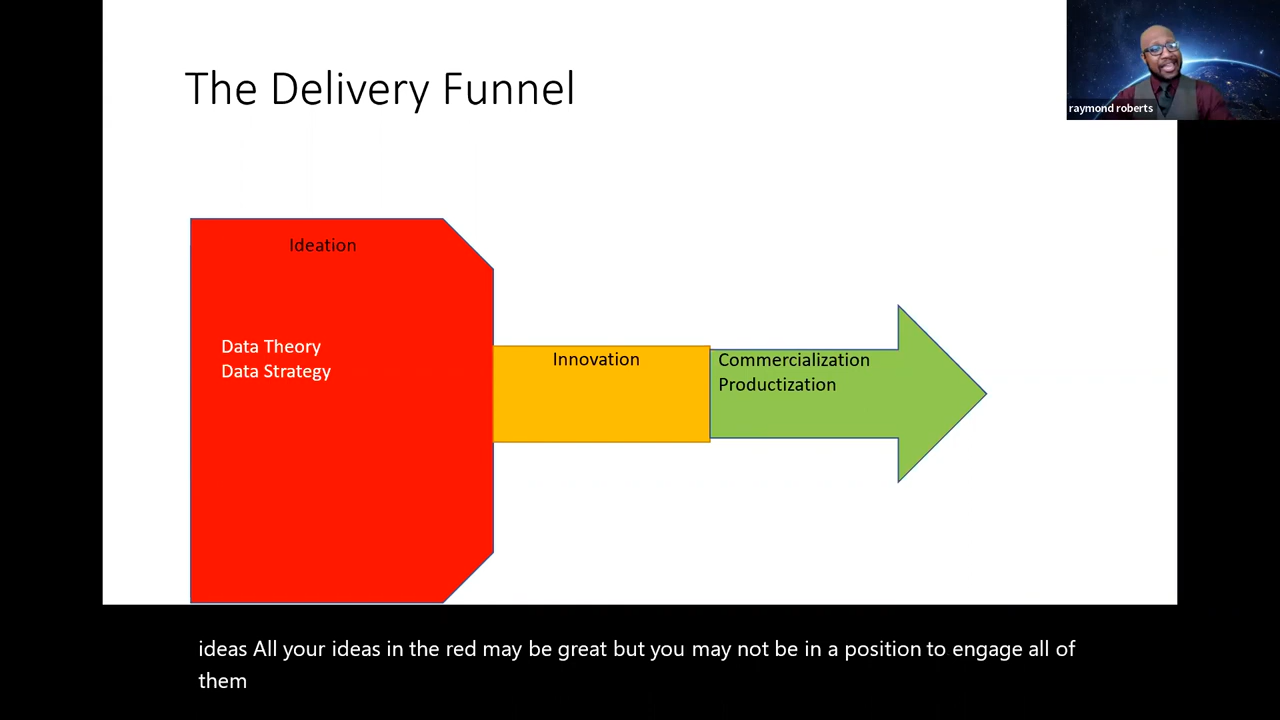 The Delivery Funnel
raymond roberts
Ideation
Data Theory
Data Strategy
Innovation
Commercialization
Productization
ideas All your ideas in the red may be great but you may not be in a position to engage all of
them